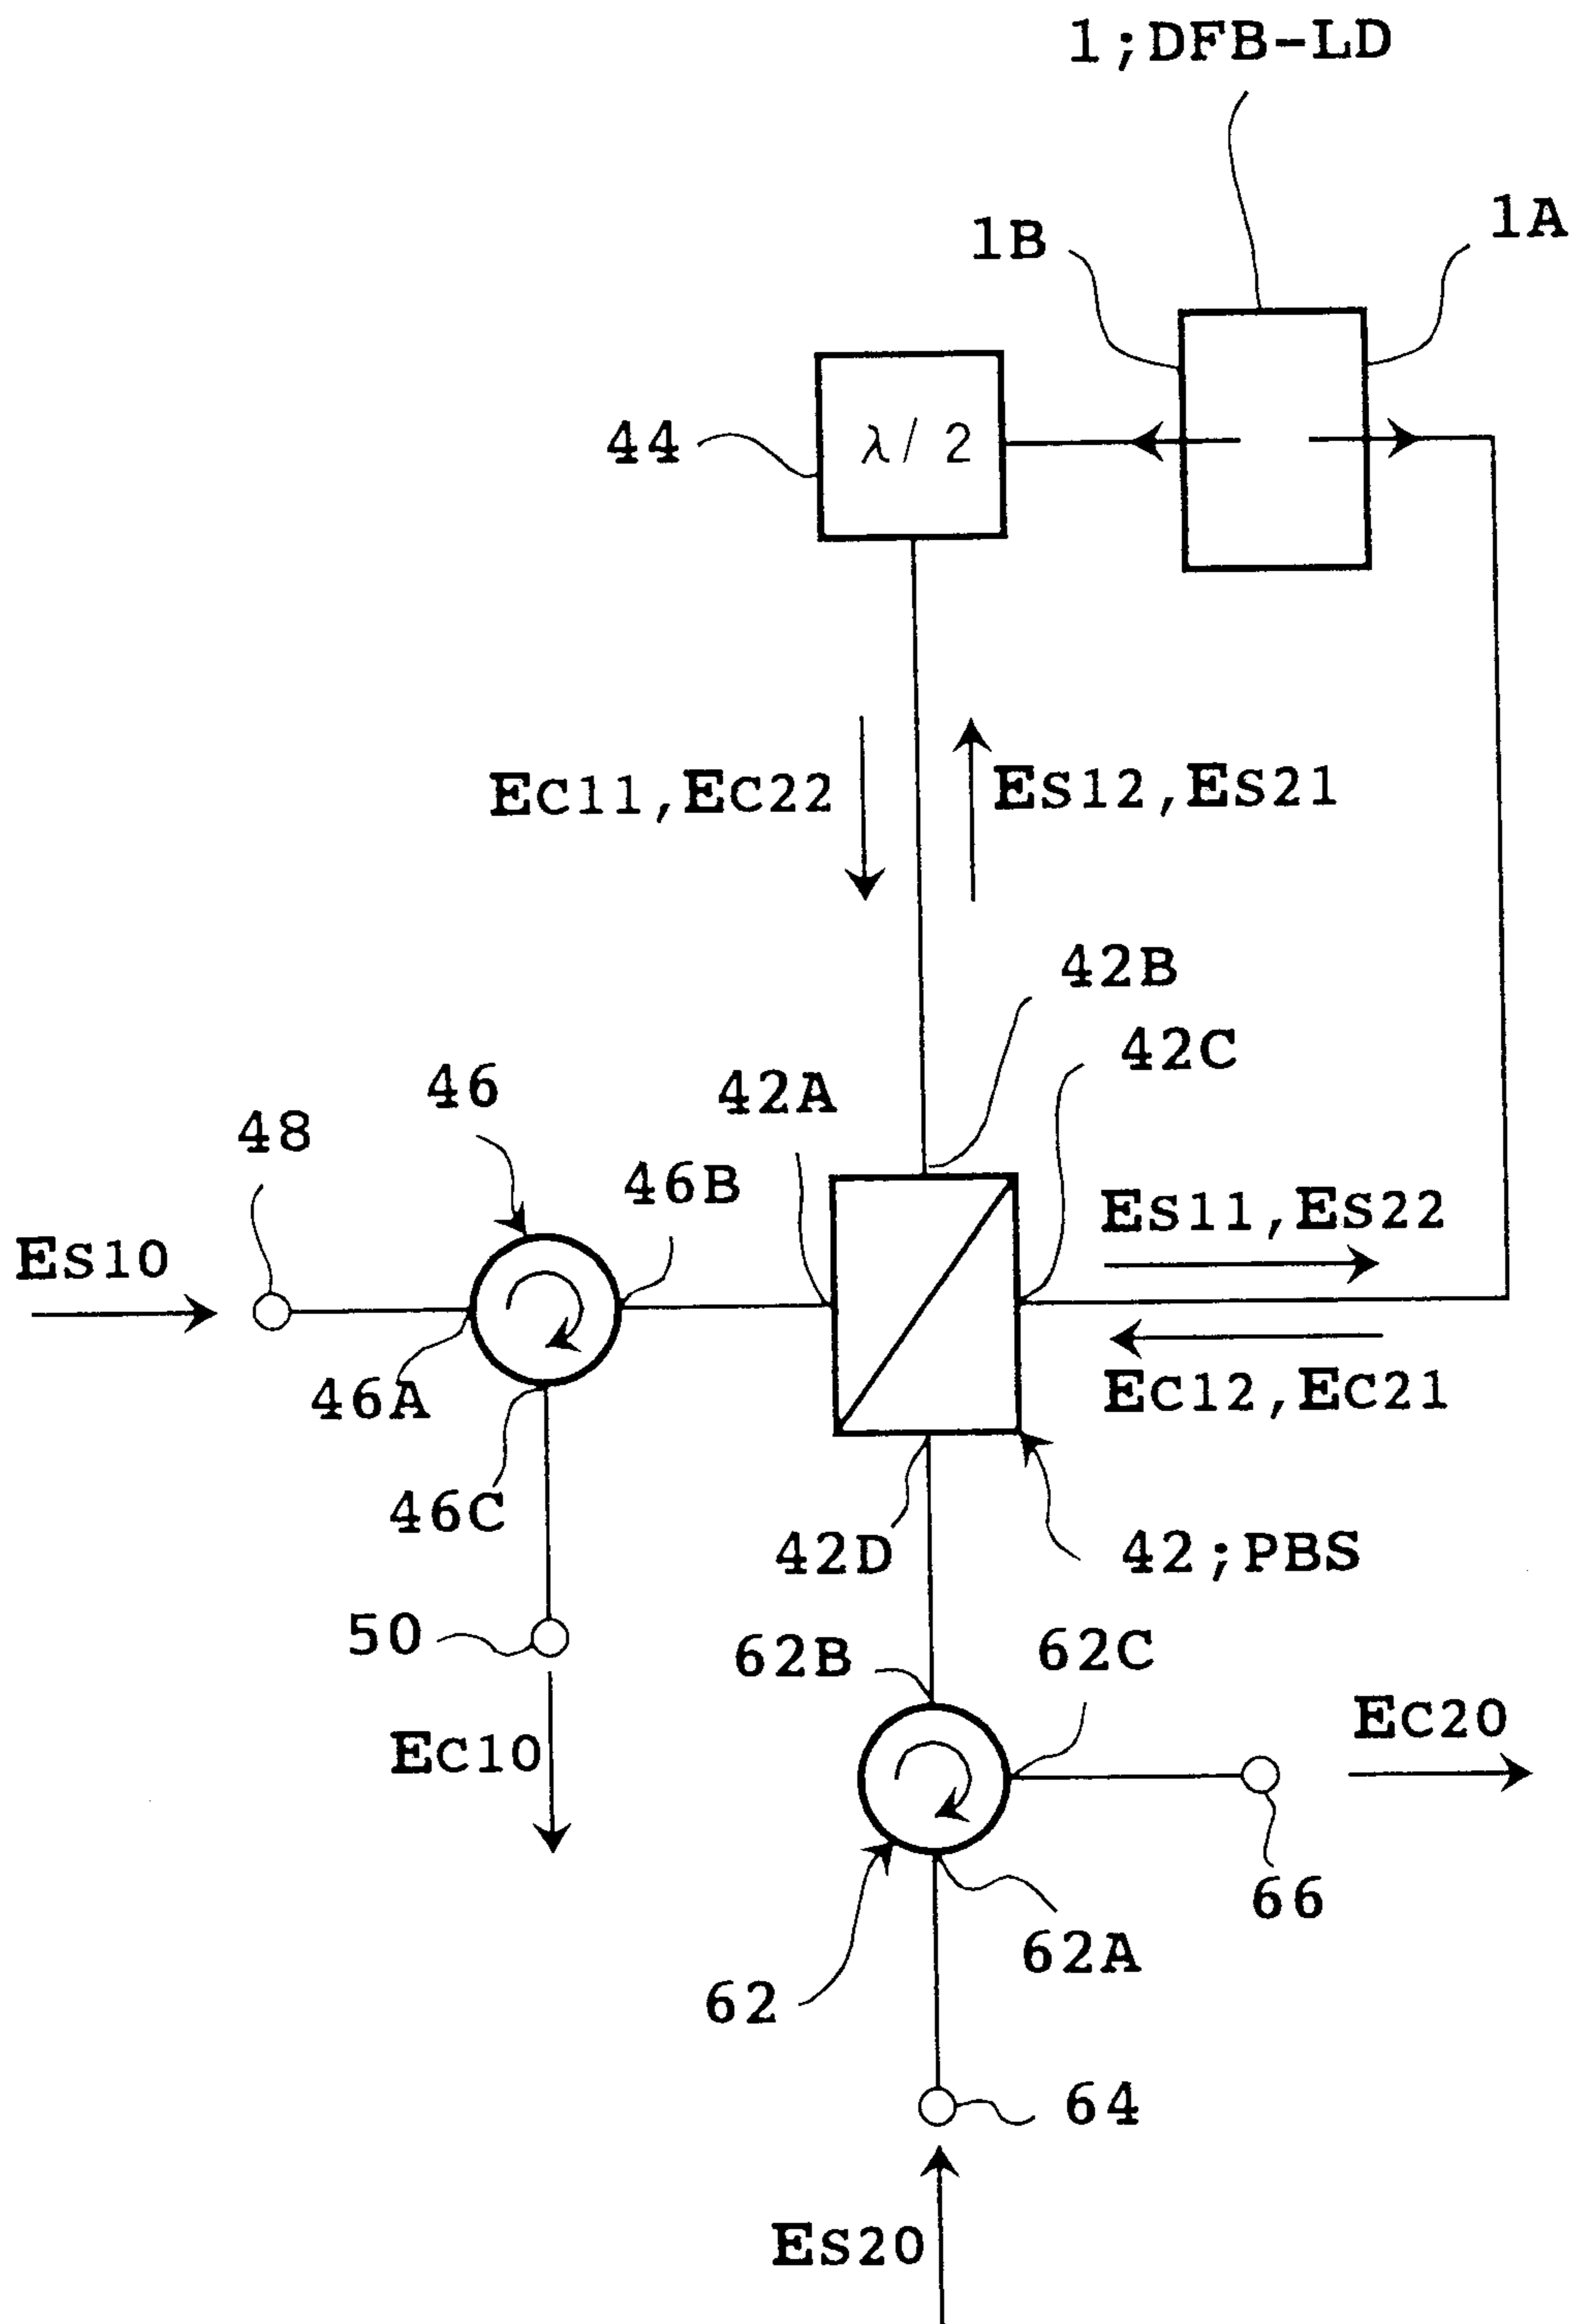 1;DFB-LD
1B
1A
44
λ/2
EC11,EC22
ES12,ES21
42B
42C
46
42A
48
46B
ES10
ES11,ES22
46A
EC12,EC21
46C
42D
42;PBS
50
62B
62C
EC10
EC20
66
62A
62
64
ES20